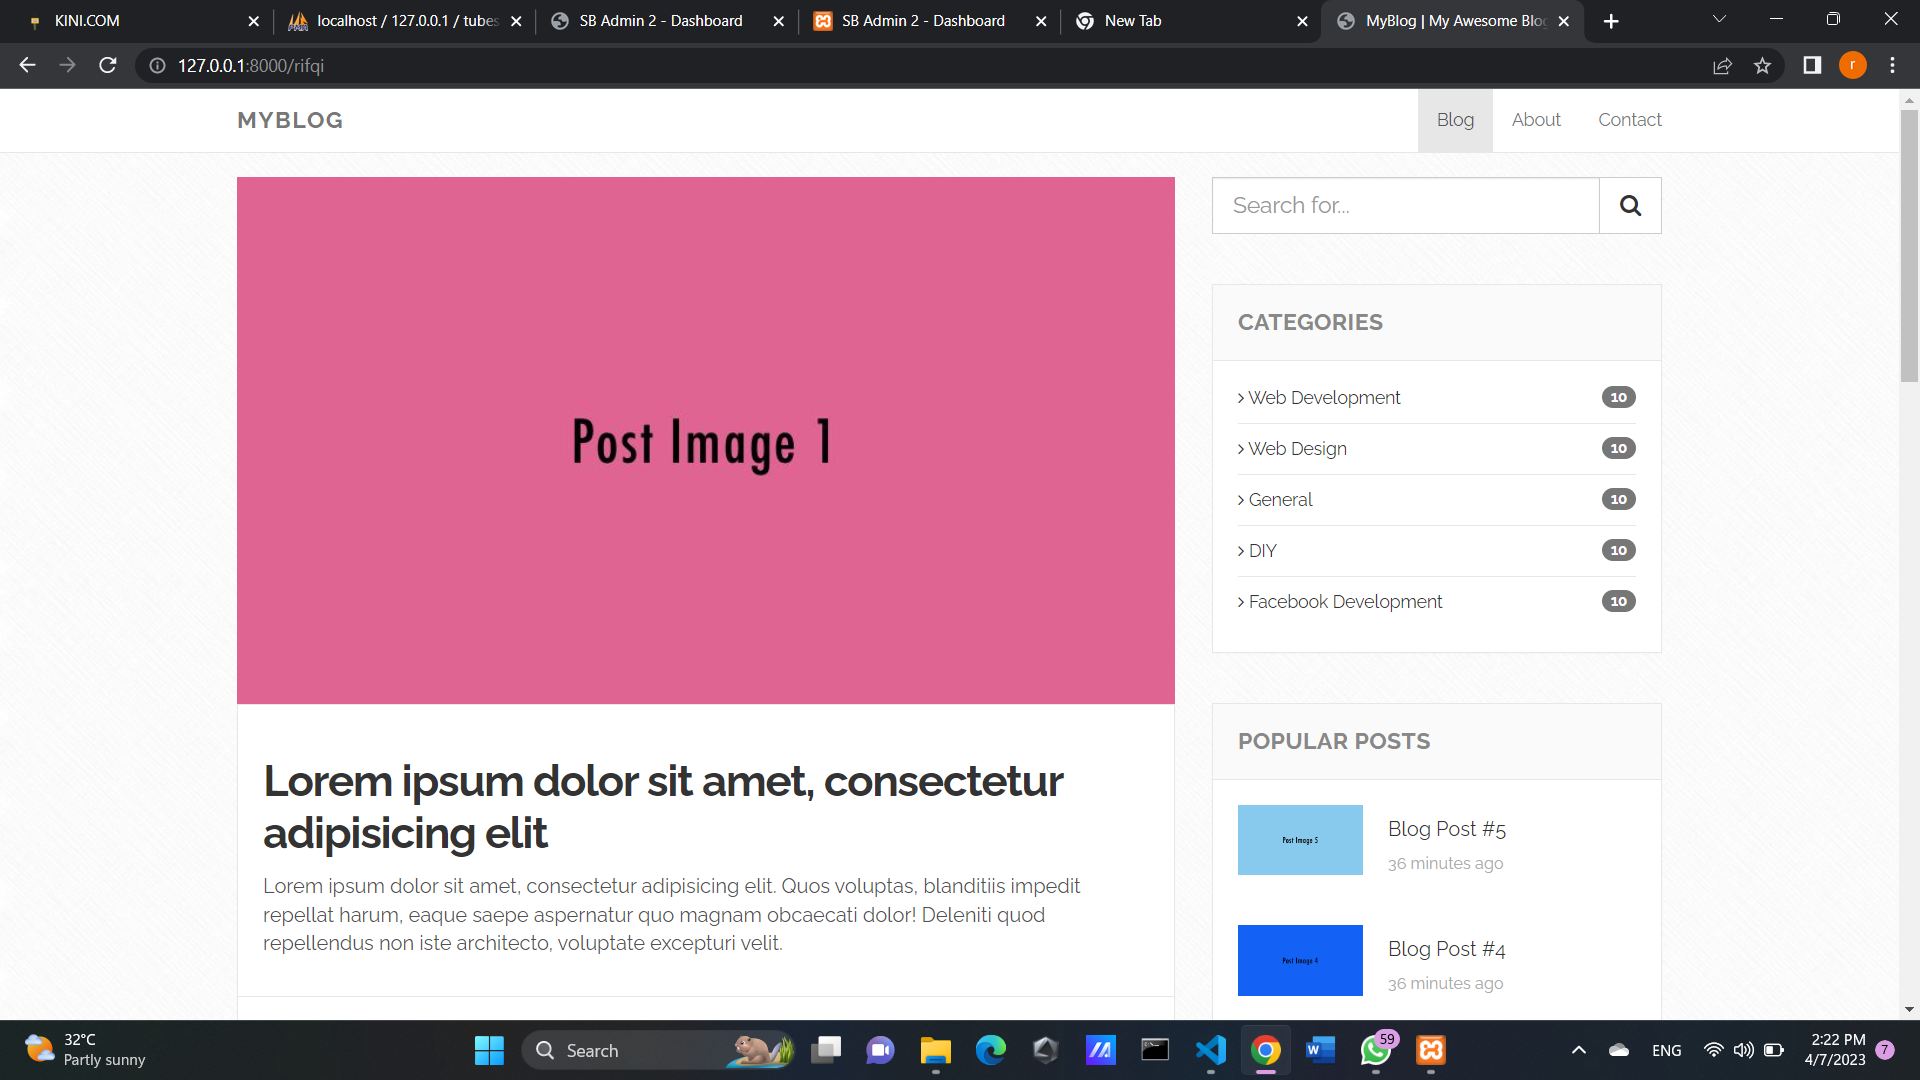 KINI.COM
localhost / 127.0.0.1 / tubes
SB Admin 2 - Dashboard
SB Admin 2 - Dashboard
New Tab
MyBlog | My Awesome Blog
127.0.0.1:8000/rifqi
r
MYBLOG
Blog
About
Contact
Post Image 1
Lorem ipsum dolor sit amet, consectetur
adipisicing elit
Lorem ipsum dolor sit amet, consectetur adipisicing elit. Quos voluptas, blanditiis impedit
repellat harum, eaque saepe aspernatur quo magnam obcaecati dolor! Deleniti quod
repellendus non iste architecto, voluptate excepturi velit.
Search for...
CATEGORIES
Web Development 10
Web Design 10
General 10
DIY 10
Facebook Development 10
POPULAR POSTS
Post Image 5
Blog Post #5
36 minutes ago
Post Image 4
Blog Post #4
36 minutes ago
32°C
Partly sunny
Search
59
ENG
2:22 PM
4/7/2023
7